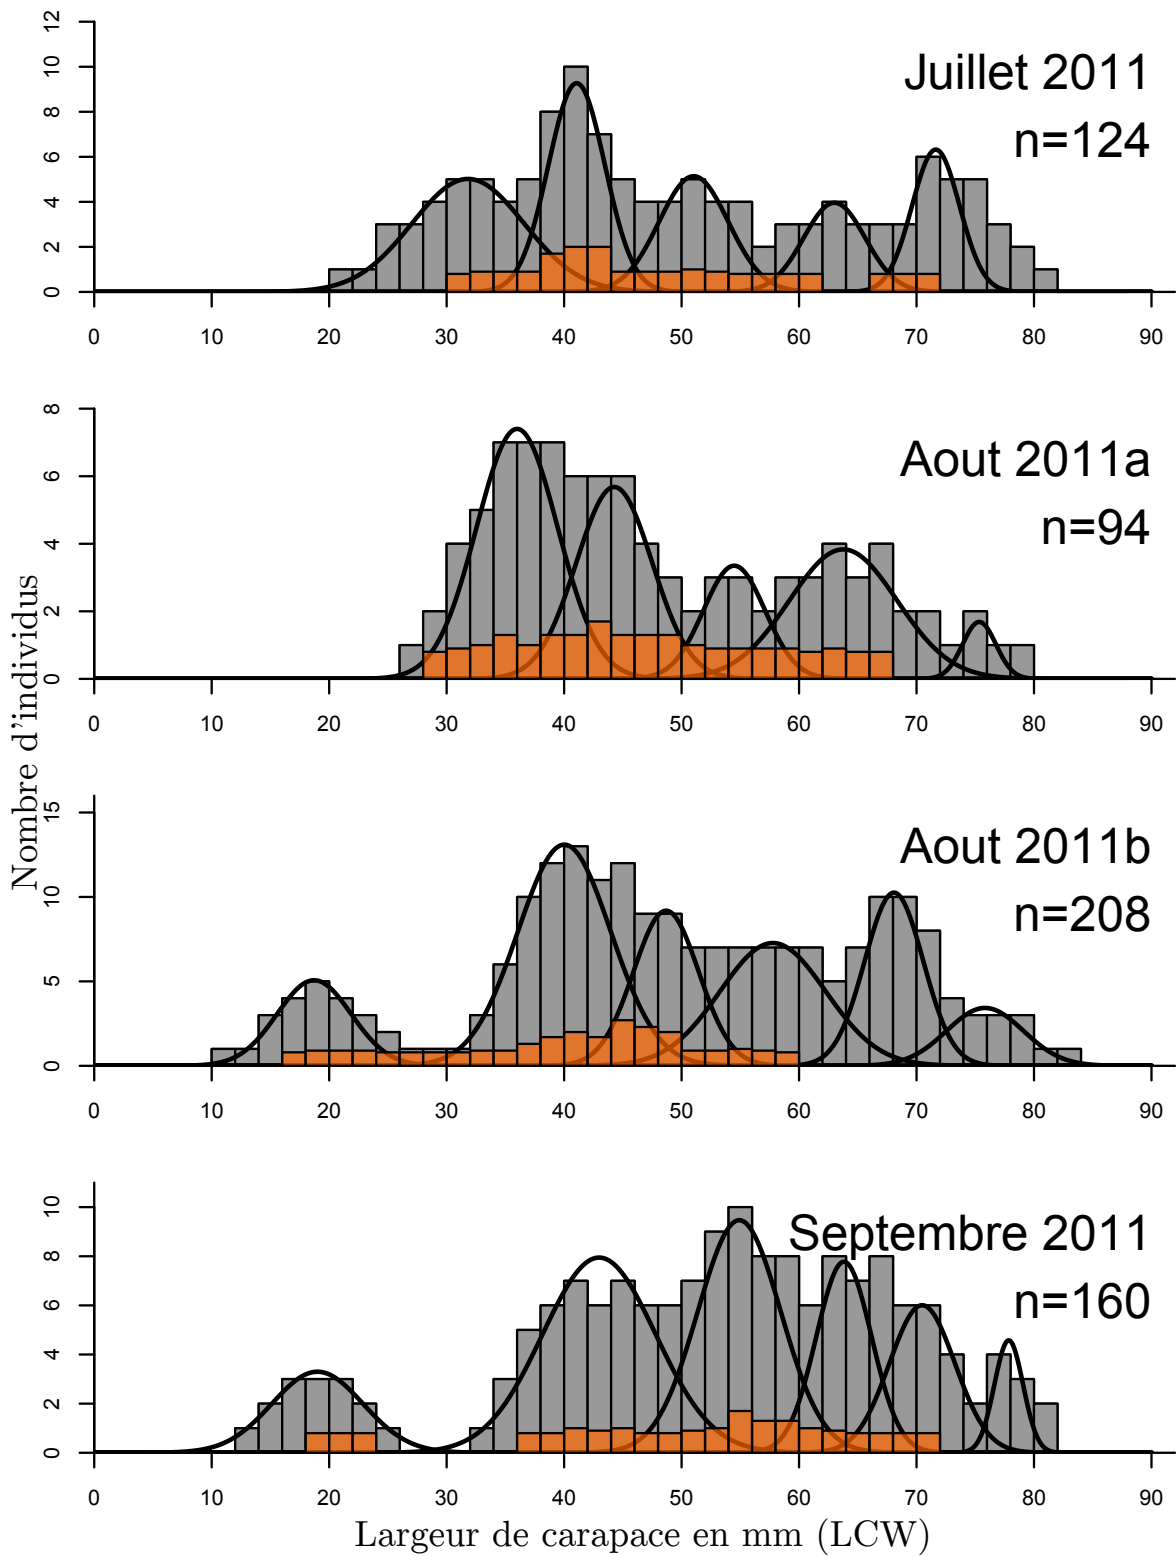 12
10
8
6
4
2
0
Juillet 2011
n=124
0 10 20 30 40 50 60 70 80 90
8
6
4
2
0
Aout 2011a
n=94
0 10 20 30 40 50 60 70 80 90
Nombre d'individus
15
10
5
0
Aout 2011b
n=208
0 10 20 30 40 50 60 70 80 90
10
8
6
4
2
0
Septembre 2011
n=160
0 10 20 30 40 50 60 70 80 90
Largeur de carapace en mm (LCW)